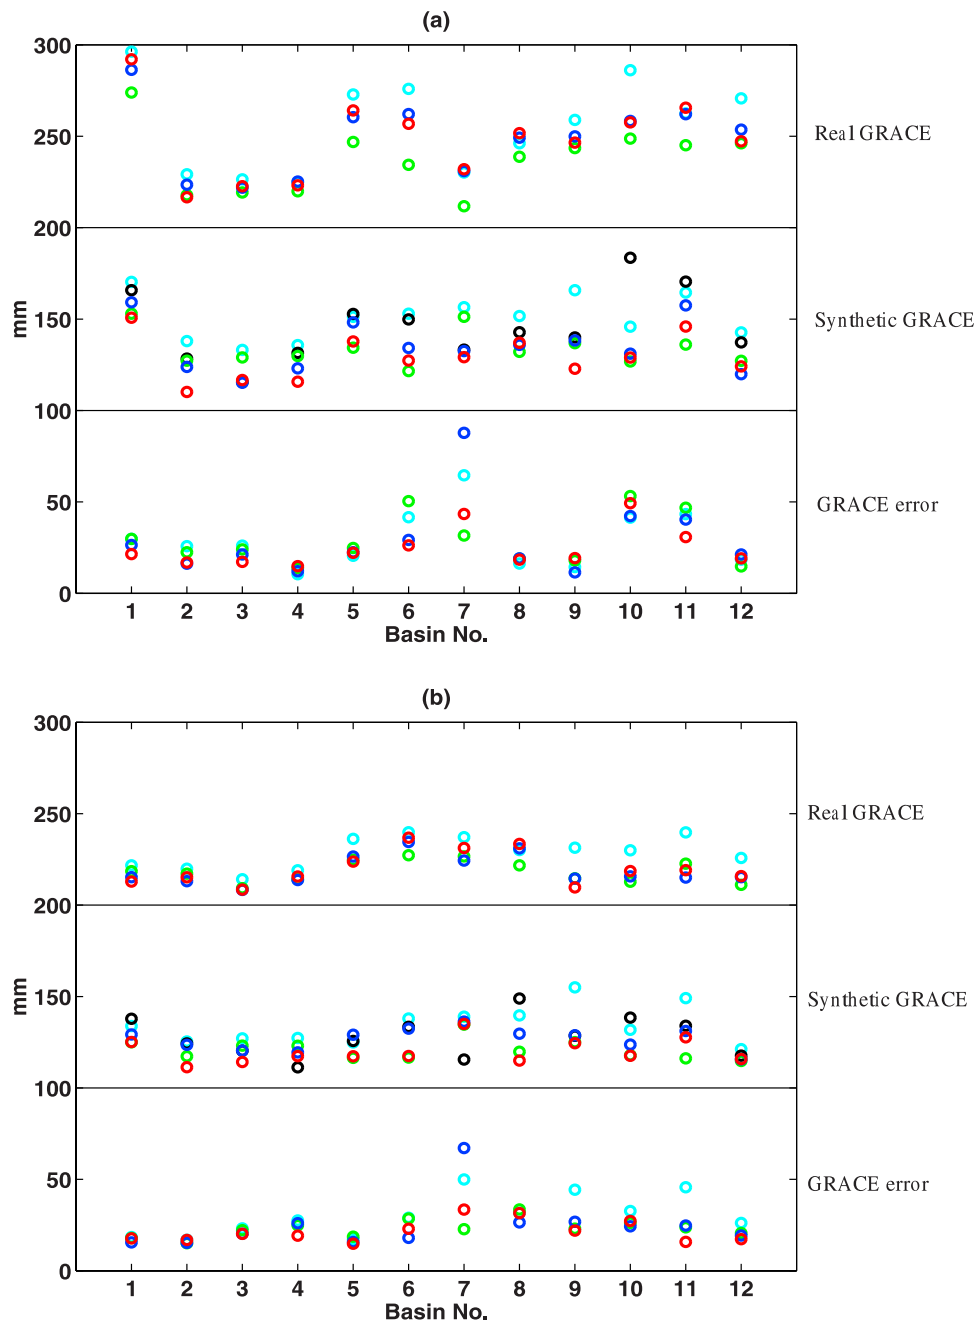 (a)
300
250
Real GRACE
200
mm
150
Synthetic GRACE
100
50
GRACE error
0
1 2 3 4 5 6 7 8 9 10 11 12
Basin No.
(b)
300
250
Real GRACE
200
mm
150
Synthetic GRACE
100
50
GRACE error
0
1 2 3 4 5 6 7 8 9 10 11 12
Basin No.